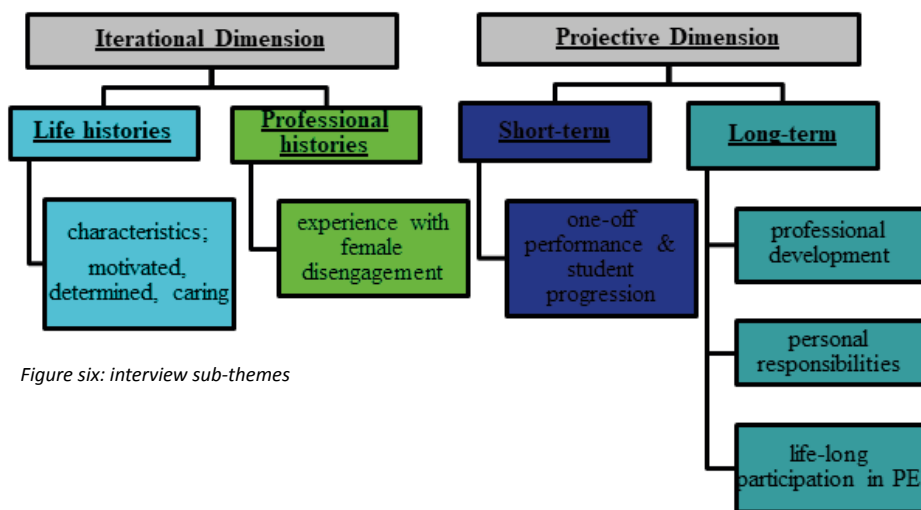 Iterational Dimension
Projective Dimension
Life histories
Professional
histories
Short-term
Long-term
characteristics;
motivated,
determined, caring
experience with
female
disengagement
one-off
performance &
student
progression
professional
development
personal
responsibilities
life-long
participation in PE
Figure six: interview sub-themes